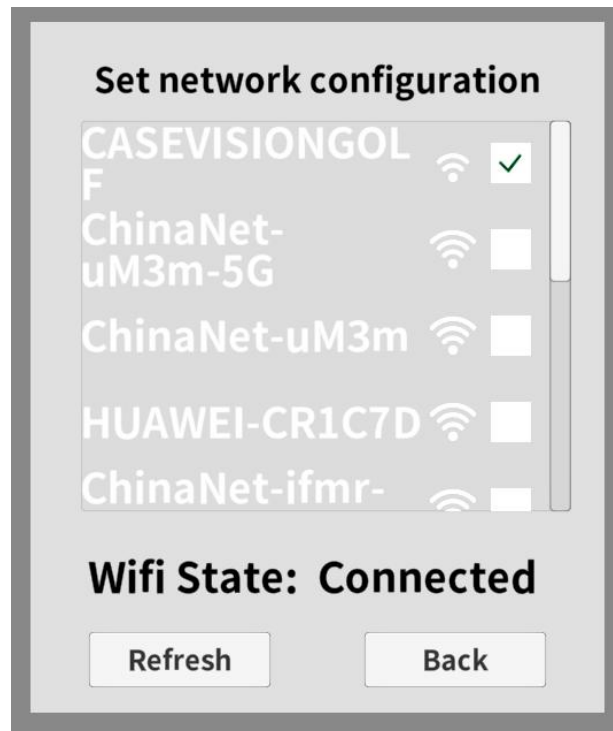 Set network configuration
CASEVISIONGOL
F
ChinaNet-
uM3m-5G
ChinaNet-uM3m
HUAWEI-CR1C7D
ChinaNet-ifmr-
Wifi State: Connected
Refresh
Back